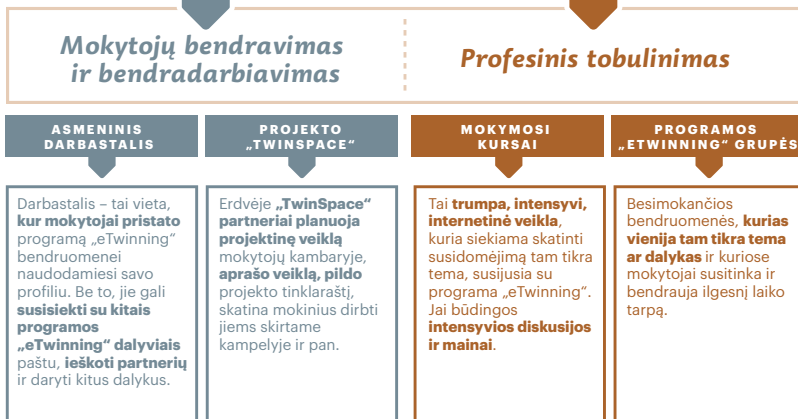 Mokytojų bendravimas
ir bendradarbiavimas
Profesinis tobulinimas
ASMENINIS
DARBASTALIS
PROJEKTO
„TWINSPACE“
MOKYMOSI
KURSAI
PROGRAMOS
„ETWINNING“ GRUPĖS
Darbastalis – tai vieta,
kur mokytojai pristato
programą „eTwinning“
bendruomenei
naudodamiesi savo
profiliu. Be to, jie gali
susisiekti su kitais
programos
„eTwinning“ dalyviais
paštu, ieškoti partnerių
ir daryti kitus dalykus.
Erdvėje „TwinSpace“
partneriai planuoja
projektinę veiklą
mokytojų kambaryje,
aprašo veiklą, pildo
projekto tinklaraštį,
skatina mokinius dirbti
jiems skirtame
kampelyje ir pan.
Tai trumpa, intensyvi,
internetinė veikla,
kuria siekiama skatinti
susidomėjimą tam tikra
tema, susijusia su
programa „eTwinning“.
Jai būdingos
intensyvios diskusijos
ir mainai.
Besimokančios
bendruomenės, kurias
vienija tam tikra tema
ar dalykas ir kuriose
mokytojai susitinka ir
bendrauja ilgesnį laiko
tarpą.